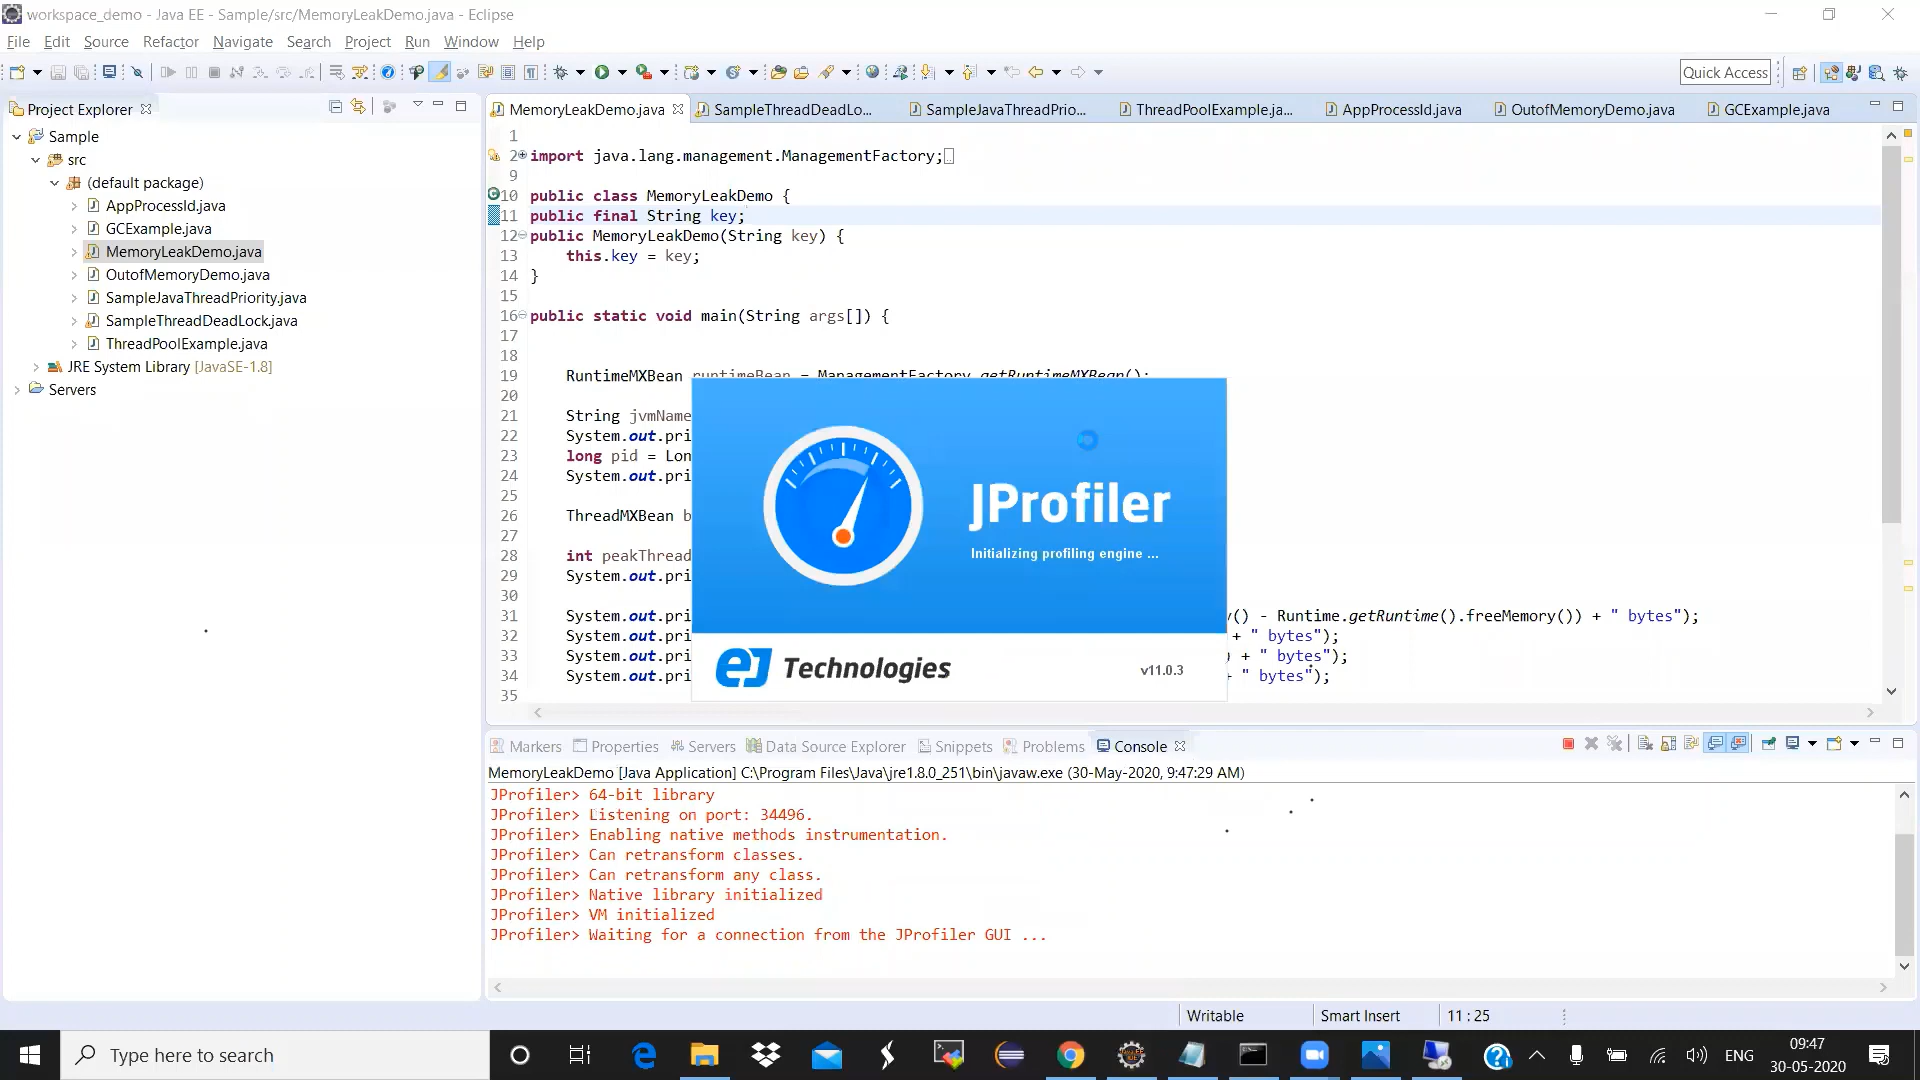 workspace_demo - Java EE - Sample/src/MemoryLeakDemo.java - Eclipse
File Edit Source Refactor Navigate Search Project Run Window Help
Quick Access
Project Explorer
Sample
src
(default package)
AppProcessId.java
GCExample.java
MemoryLeakDemo.java
OutofMemoryDemo.java
SampleJavaThreadPriority.java
SampleThreadDeadLock.java
ThreadPoolExample.java
JRE System Library [JavaSE-1.8]
Servers
MemoryLeakDemo.java SampleThreadDeadLo... SampleJavaThreadPrio... ThreadPoolExample.ja... AppProcessId.java OutofMemoryDemo.java GCExample.java
1
2 import java.lang.management.ManagementFactory;
9
10 public class MemoryLeakDemo {
11 public final String key;
12 public MemoryLeakDemo(String key) {
13 this.key = key;
14 }
15
16 public static void main(String args[]) {
17
18
19 RuntimeMXBean runtimeBean = ManagementFactory.getRuntimeMXBean();
20
21 String jvmName
22 System.out.pri
23 long pid = Lon
24 System.out.pri
25
26 ThreadMXBean b
27
28 int peakThread
29 System.out.pri
30
31 System.out.pri y() - Runtime.getRuntime().freeMemory()) + " bytes");
32 System.out.pri + " bytes");
33 System.out.pri ) + " bytes");
34 System.out.pri + " bytes");
35
JProfiler
Initializing profiling engine ...
ej Technologies
v11.0.3
Markers Properties Servers Data Source Explorer Snippets Problems Console
MemoryLeakDemo [Java Application] C:\Program Files\Java\jre1.8.0_251\bin\javaw.exe (30-May-2020, 9:47:29 AM)
JProfiler> 64-bit library
JProfiler> Listening on port: 34496.
JProfiler> Enabling native methods instrumentation.
JProfiler> Can retransform classes.
JProfiler> Can retransform any class.
JProfiler> Native library initialized
JProfiler> VM initialized
JProfiler> Waiting for a connection from the JProfiler GUI ...
Writable Smart Insert 11 : 25
Type here to search
ENG
09:47
30-05-2020